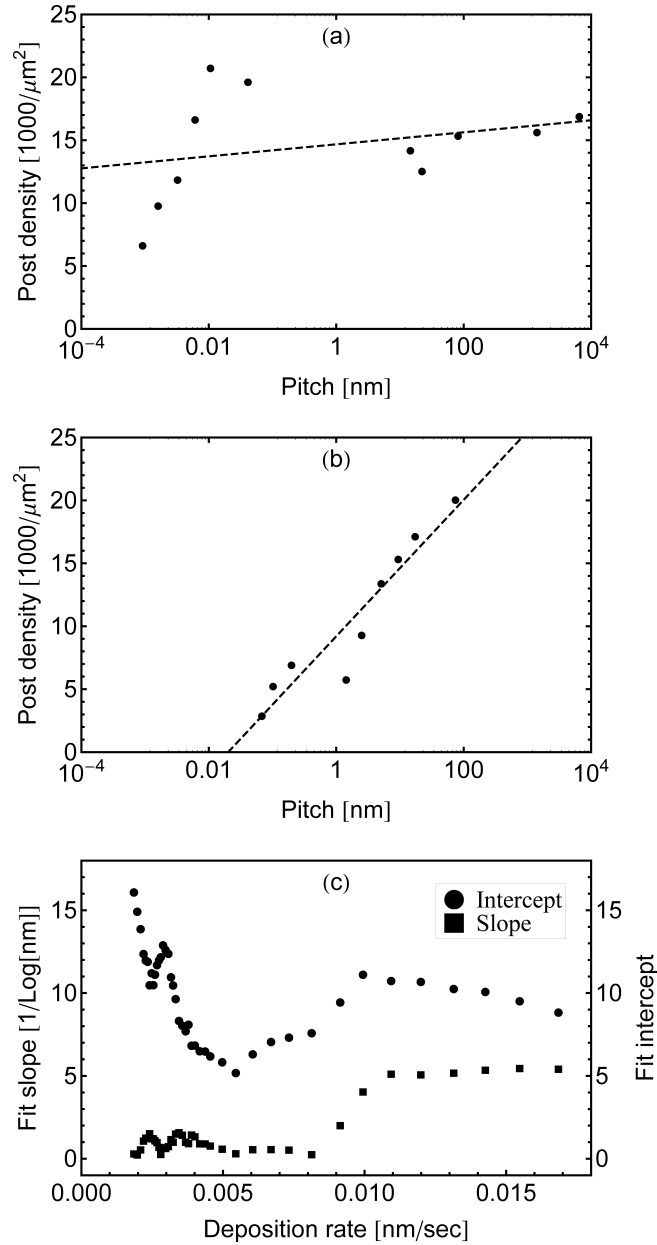 (a)
Post density [1000/μm²]
25
20
15
10
5
0
10⁻⁴ 0.01 1 100 10⁴
Pitch [nm]
(b)
Post density [1000/μm²]
25
20
15
10
5
0
10⁻⁴ 0.01 1 100 10⁴
Pitch [nm]
(c)
Intercept
Slope
Fit slope [1/Log[nm]]
15
10
5
0
Fit intercept
15
10
5
0
0.000 0.005 0.010 0.015
Deposition rate [nm/sec]